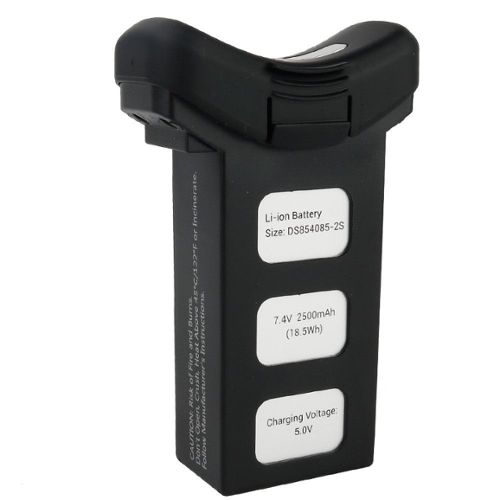 Li-ion Battery
Size: DS854085-2S
7.4V 2500mAh
(18.5Wh)
Charging Voltage:
5.0V
CAUTION: Risk of Fire and Burns.
Don't Open, Crush, Heat Above 45°C/122°F or Incinerate.
Follow Manufacturer's Instructions.